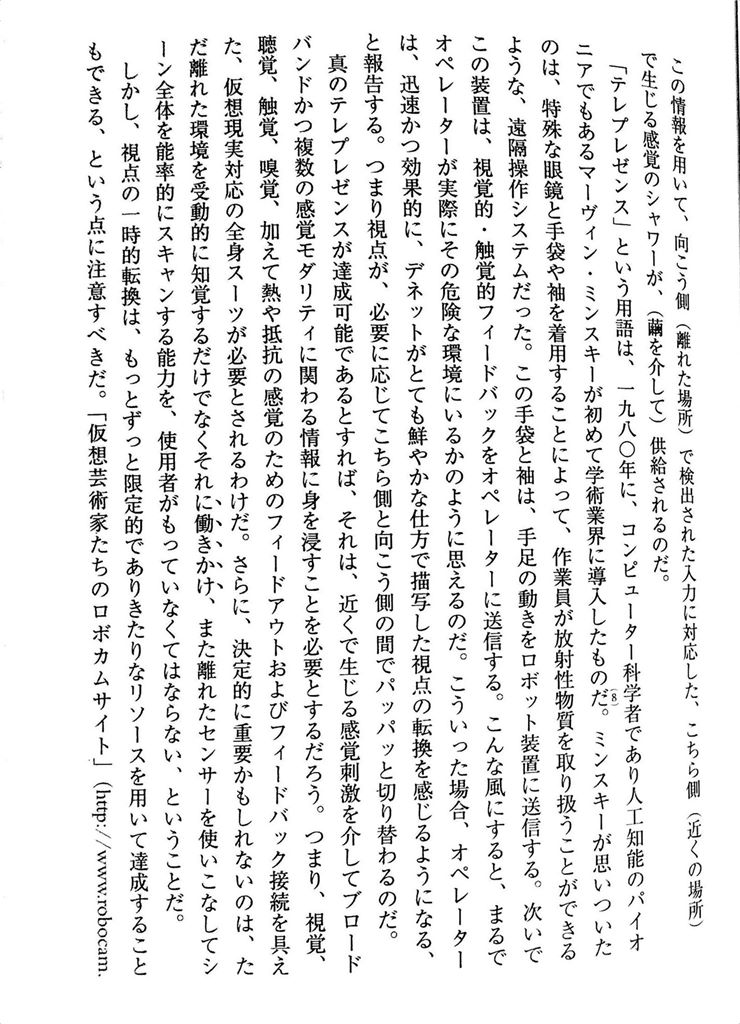 この情報を用いて、向こう側（離れた場所）で検出された入力に対応した、こちら側（近くの場所）
で生じる感覚のシャワーが、（繭を介して）供給されるのだ。
「テレプレゼンス」という用語は、一九八〇年に、コンピューター科学者であり人工知能のパイオ
ニアでもあるマーヴィン・ミンスキーが初めて学術業界に導入したものだ。(8)ミンスキーが思いついた
のは、特殊な眼鏡と手袋や袖を着用することによって、作業員が放射性物質を取り扱うことができる
ような、遠隔操作システムだった。この手袋と袖は、手足の動きをロボット装置に送信する。次いで
この装置は、視覚的・触覚的フィードバックをオペレーターに送信する。こんな風にすると、まるで
オペレーターが実際にその危険な環境にいるかのように思えるのだ。こういった場合、オペレーター
は、迅速かつ効果的に、デネットがとても鮮やかな仕方で描写した視点の転換を感じるようになる、
と報告する。つまり視点が、必要に応じてこちら側と向こう側の間でパッパッと切り替わるのだ。
真のテレプレゼンスが達成可能であるとすれば、それは、近くで生じる感覚刺激を介してブロード
バンドかつ複数の感覚モダリティに関わる情報に身を浸すことを必要とするだろう。つまり、視覚、
聴覚、触覚、嗅覚、加えて熱や抵抗の感覚のためのフィードアウトおよびフィードバック接続を具え
た、仮想現実対応の全身スーツが必要とされるわけだ。さらに、決定的に重要かもしれないのは、た
だ離れた環境を受動的に知覚するだけでなくそれに働きかけ、また離れたセンサーを使いこなしてシ
ーン全体を能率的にスキャンする能力を、使用者がもっていなくてはならない、ということだ。
しかし、視点の一時的転換は、もっとずっと限定的でありきたりなリソースを用いて達成すること
もできる、という点に注意すべきだ。「仮想芸術家たちのロボカムサイト」（http://www.robocam.